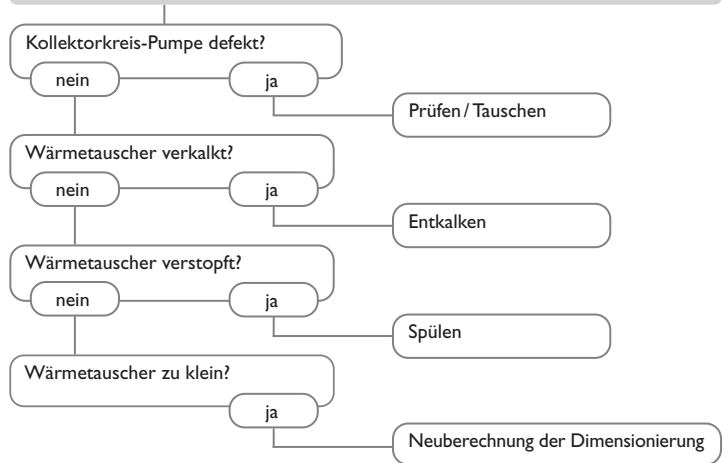 Kollektorkreis-Pumpe defekt?
nein
ja
Prüfen / Tauschen
Wärmetauscher verkalkt?
nein
ja
Entkalken
Wärmetauscher verstopft?
nein
ja
Spülen
Wärmetauscher zu klein?
ja
Neuberechnung der Dimensionierung